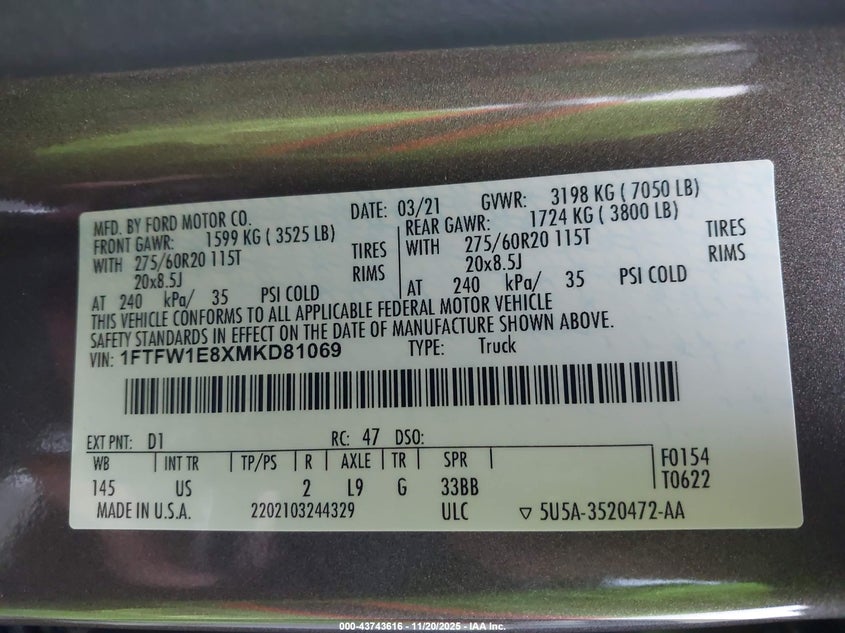 MFD. BY FORD MOTOR CO. DATE: 03/21 GVWR: 3198 KG ( 7050 LB)
FRONT GAWR: 1599 KG ( 3525 LB) REAR GAWR: 1724 KG ( 3800 LB)
WITH 275/60R20 115T TIRES WITH 275/60R20 115T TIRES
20x8.5J RIMS 20x8.5J RIMS
AT 240 kPa/ 35 PSI COLD AT 240 kPa/ 35 PSI COLD
THIS VEHICLE CONFORMS TO ALL APPLICABLE FEDERAL MOTOR VEHICLE
SAFETY STANDARDS IN EFFECT ON THE DATE OF MANUFACTURE SHOWN ABOVE.
VIN: 1FTFW1E8XMKD81069 TYPE: Truck
EXT PNT: D1 RC: 47 DSO:
WB INT TR TP/PS R AXLE TR SPR F0154
145 US 2 L9 G 33BB T0622
MADE IN U.S.A. 2202103244329 ULC ▽ 5U5A-3520472-AA
000-43743616 - 11/20/2025 - IAA Inc.